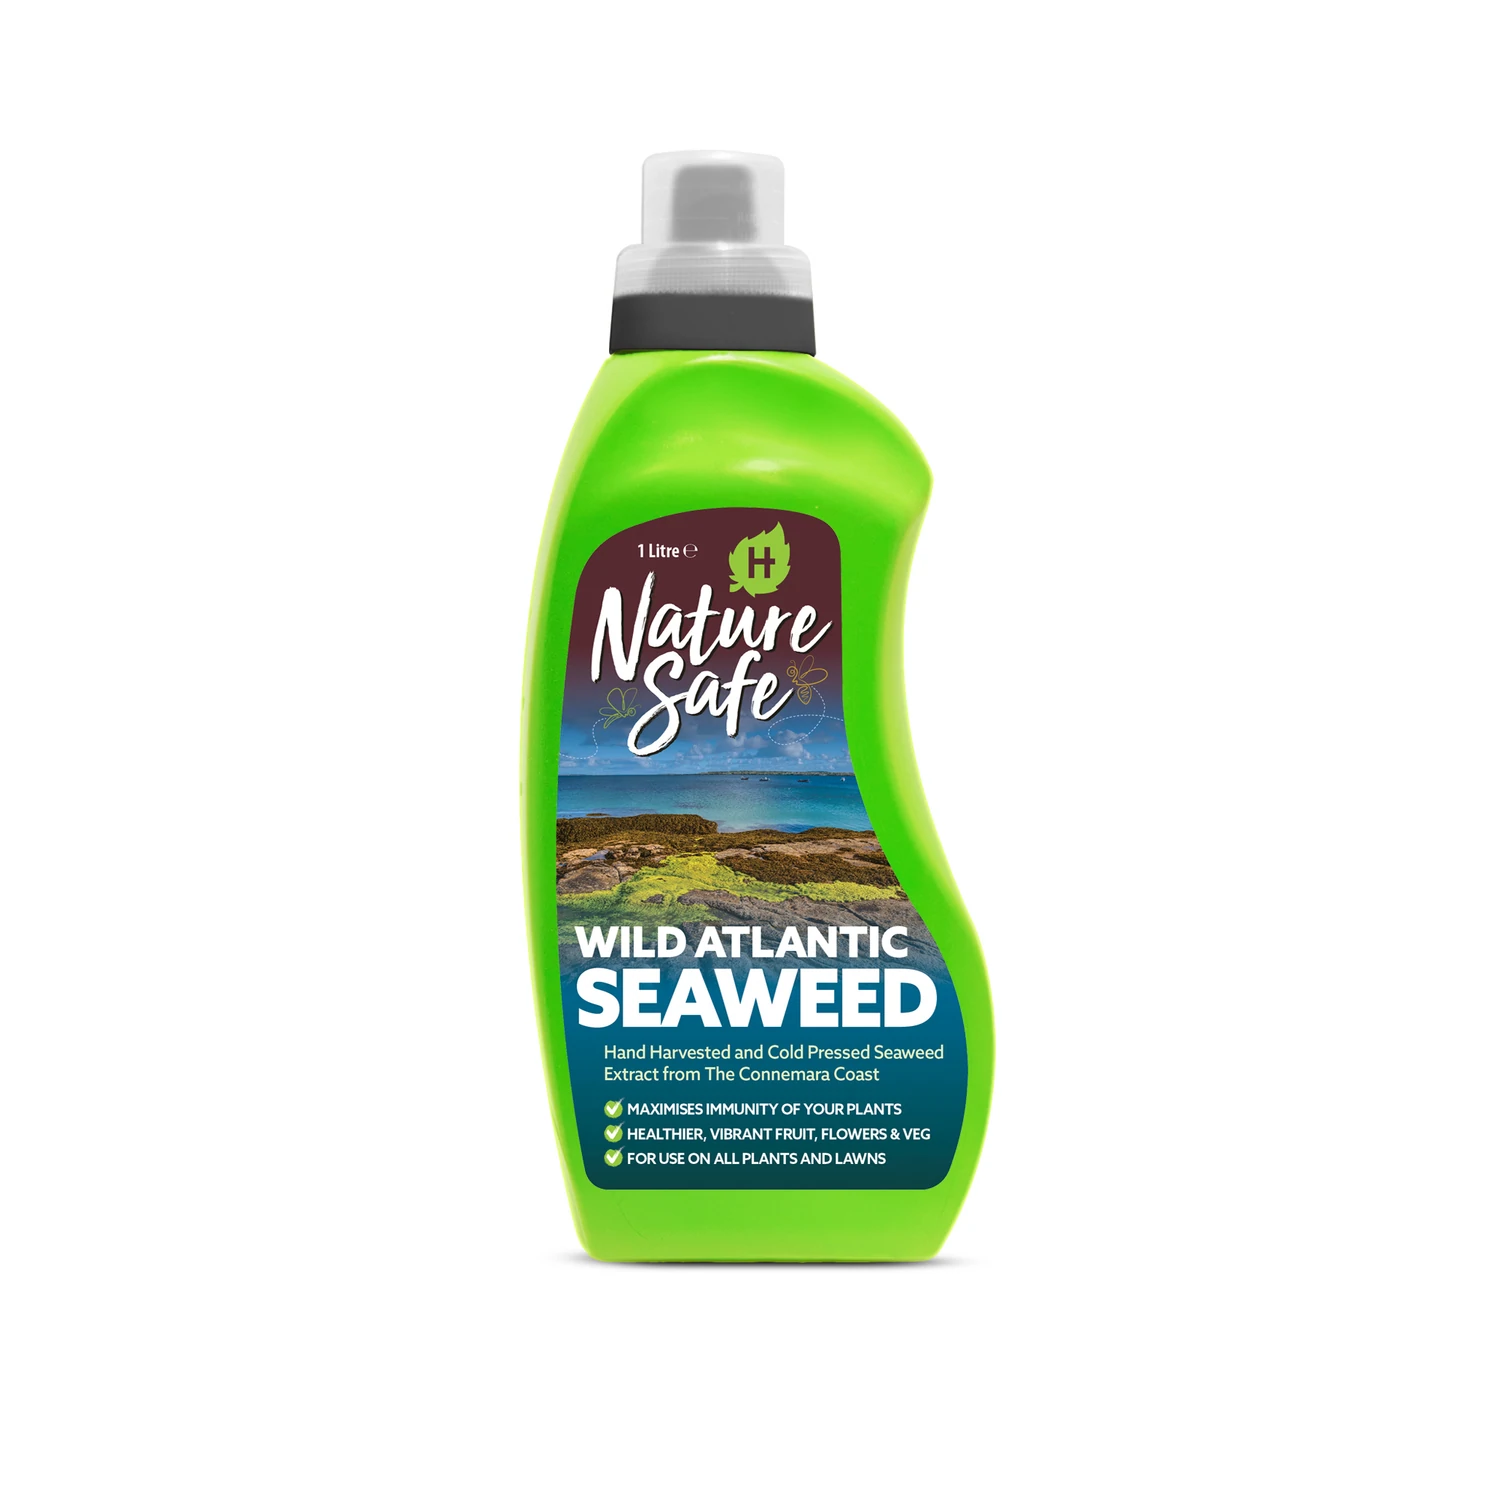 1 Litre ℮
H
Nature
Safe
WILD ATLANTIC
SEAWEED
Hand Harvested and Cold Pressed Seaweed
Extract from The Connemara Coast
MAXIMISES IMMUNITY OF YOUR PLANTS
HEALTHIER, VIBRANT FRUIT, FLOWERS & VEG
FOR USE ON ALL PLANTS AND LAWNS